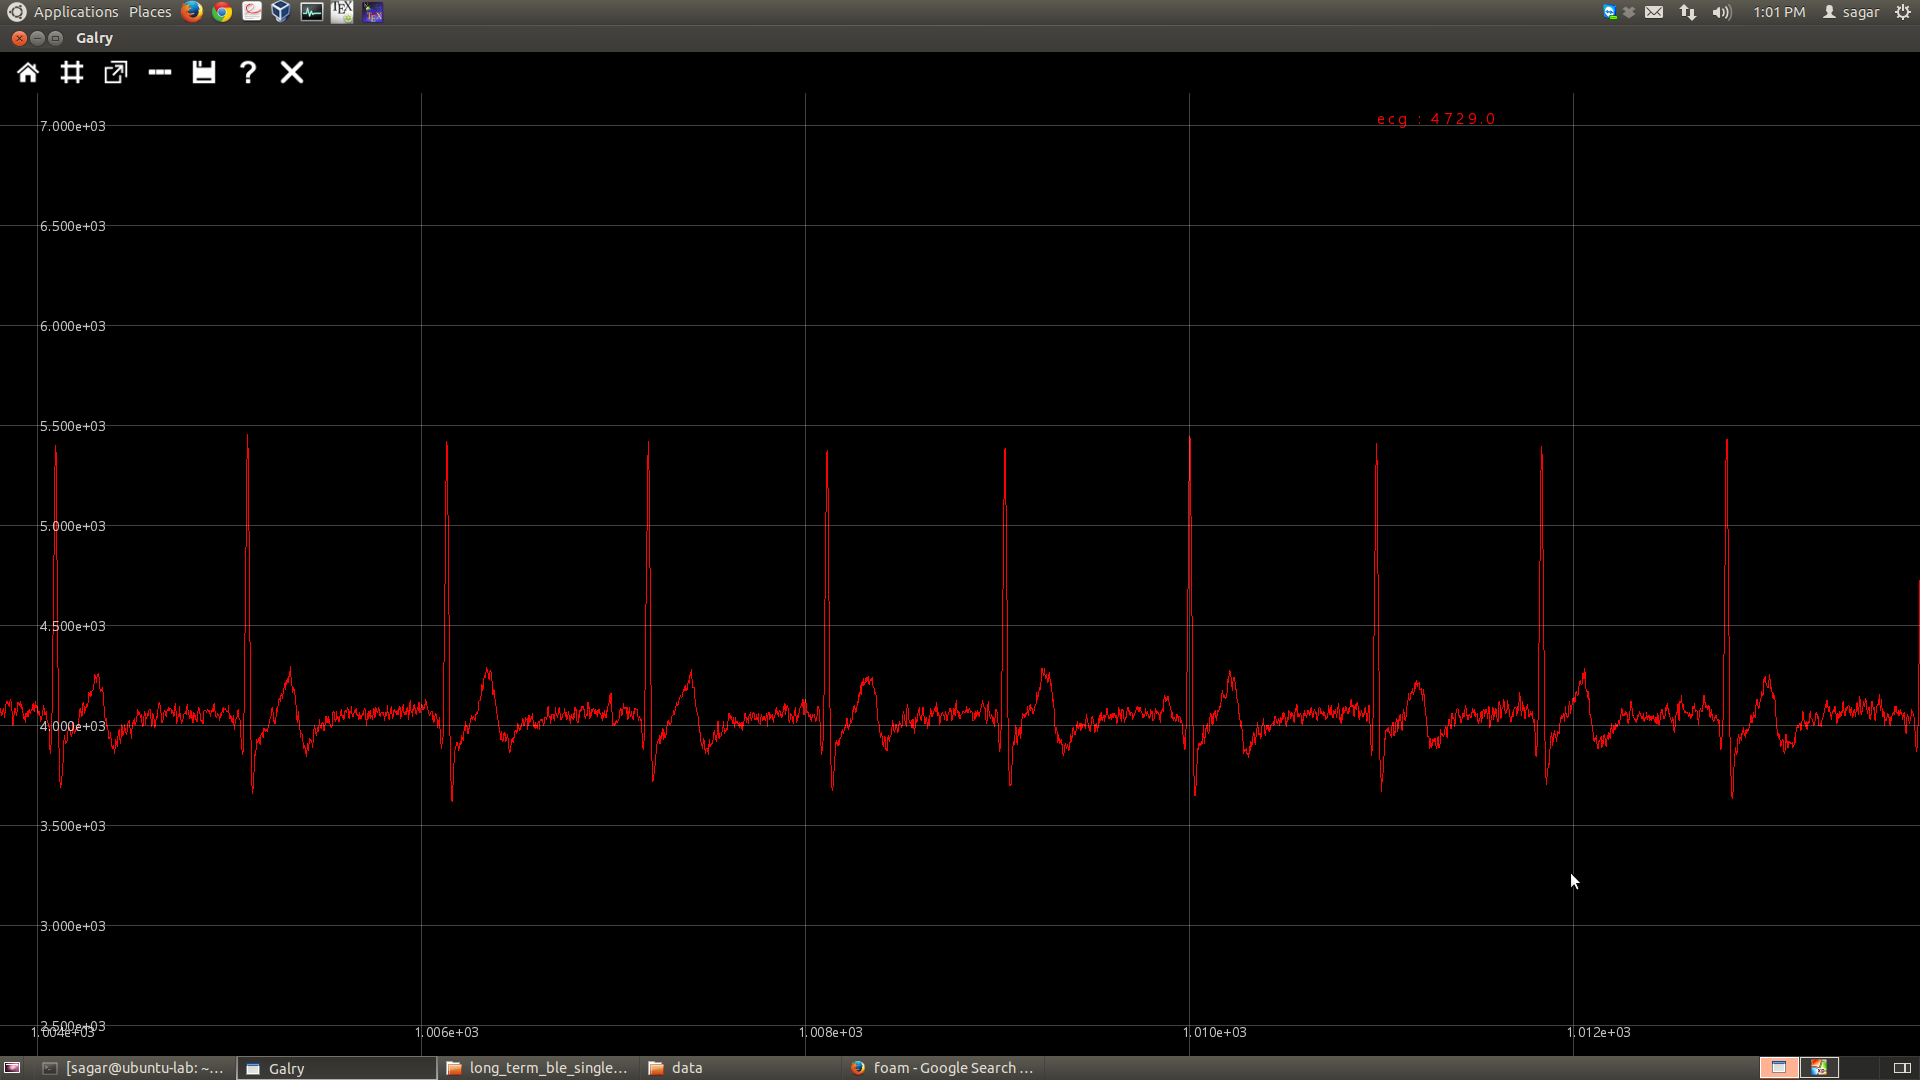 Applications Places 1:01 PM sagar
Galry
7.000e+03
ecg : 4729.0
6.500e+03
6.000e+03
5.500e+03
5.000e+03
4.500e+03
4.000e+03
3.500e+03
3.000e+03
2.500e+03
1.004e+03 1.006e+03 1.008e+03 1.010e+03 1.012e+03
[sagar@ubuntu-lab: ~... Galry long_term_ble_single... data foam - Google Search ...